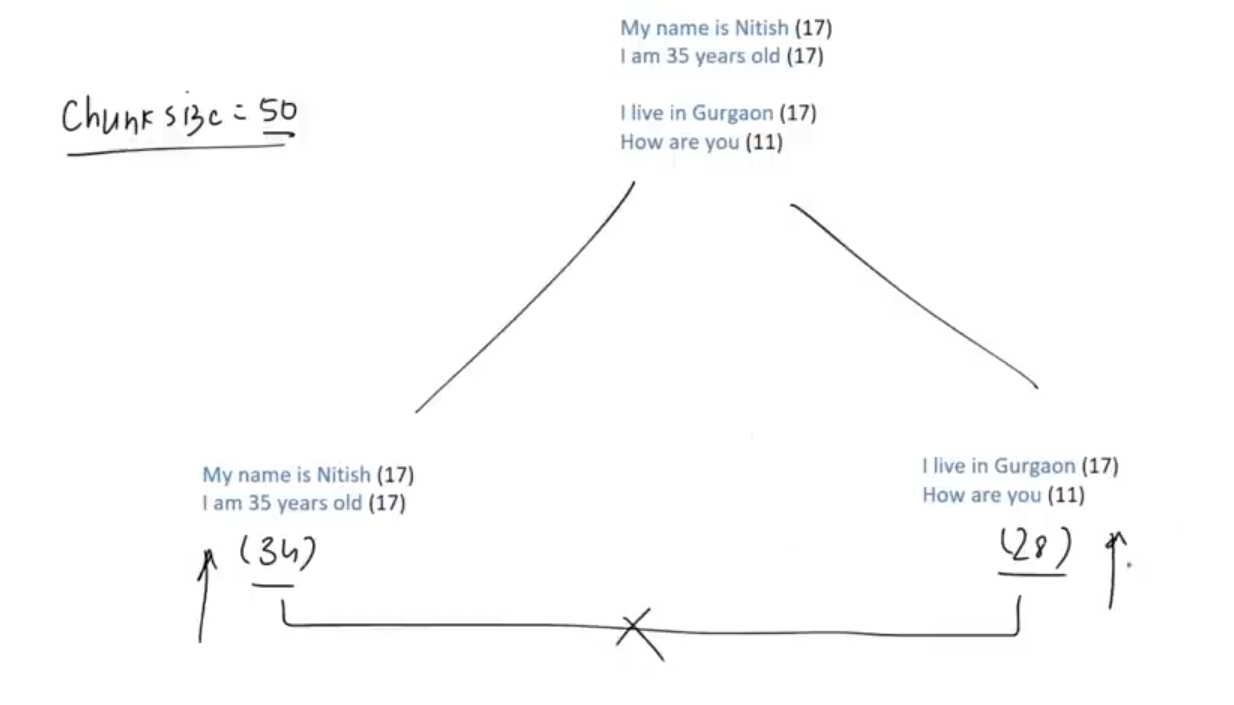 My name is Nitish (17)
I am 35 years old (17)
I live in Gurgaon (17)
How are you (11)
Chunk size = 50
My name is Nitish (17)
I am 35 years old (17)
(34)
I live in Gurgaon (17)
How are you (11)
(28)